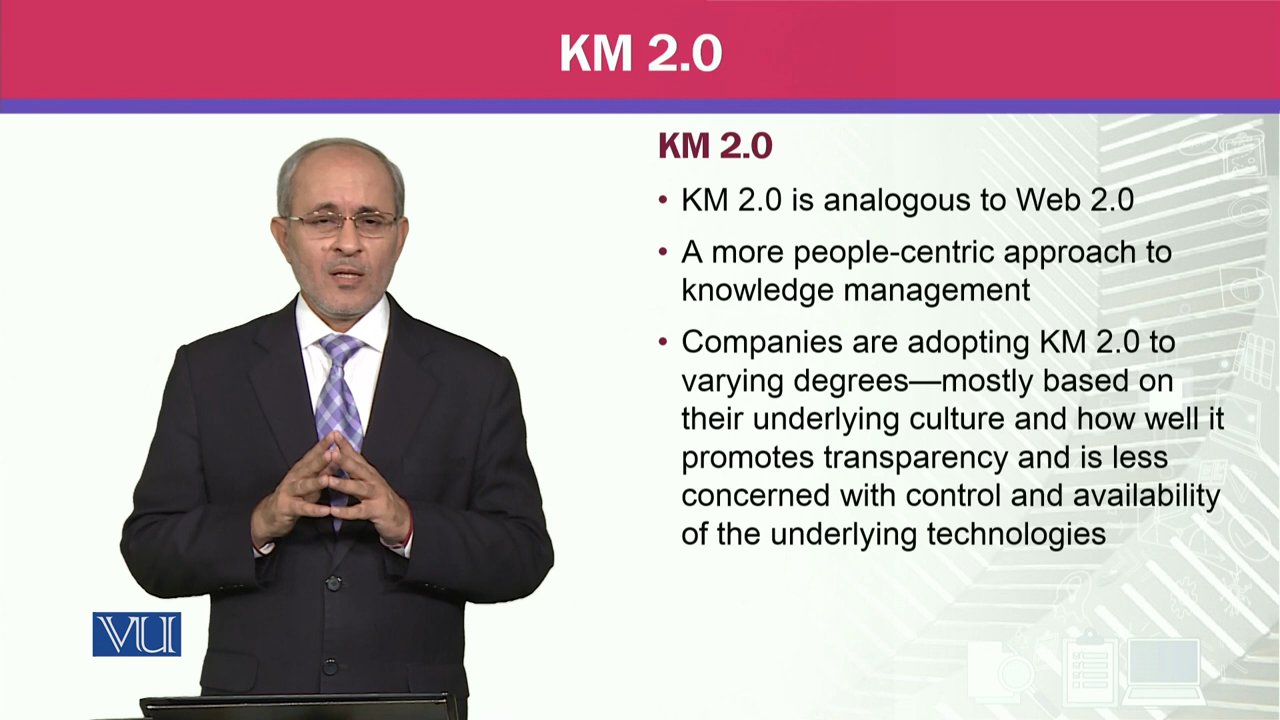 KM 2.0
KM 2.0
• KM 2.0 is analogous to Web 2.0
• A more people-centric approach to
knowledge management
• Companies are adopting KM 2.0 to
varying degrees—mostly based on
their underlying culture and how well it
promotes transparency and is less
concerned with control and availability
of the underlying technologies
VU